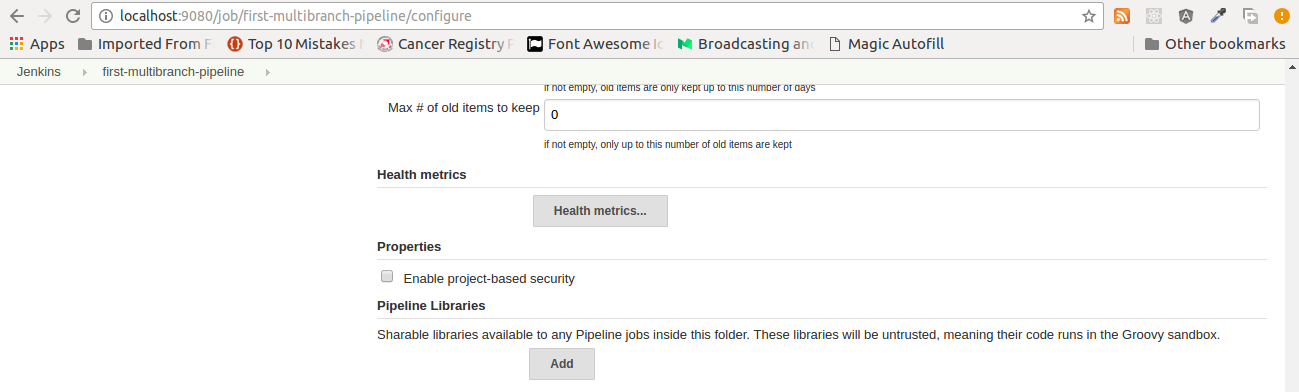 localhost:9080/job/first-multibranch-pipeline/configure
Apps Imported From Top 10 Mistakes Cancer Registry Font Awesome Broadcasting Magic Autofill Other bookmarks
Jenkins first-multibranch-pipeline
if not empty, old items are only kept up to this number of days
Max # of old items to keep 0
if not empty, only up to this number of old items are kept
Health metrics
Health metrics...
Properties
Enable project-based security
Pipeline Libraries
Sharable libraries available to any Pipeline jobs inside this folder. These libraries will be untrusted, meaning their code runs in the Groovy sandbox.
Add